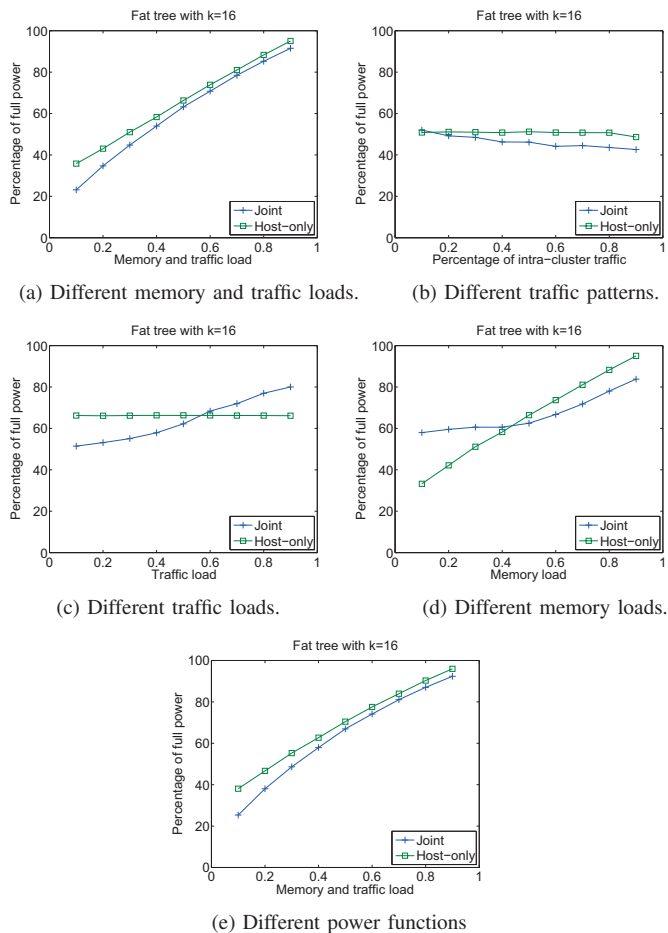 Fat tree with k=16
100
80
60
40
20
0
Percentage of full power
0 0.2 0.4 0.6 0.8 1
Memory and traffic load
Joint
Host-only
(a) Different memory and traffic loads.
Fat tree with k=16
100
80
60
40
20
0
Percentage of full power
0 0.2 0.4 0.6 0.8 1
Percentage of intra-cluster traffic
Joint
Host-only
(b) Different traffic patterns.
Fat tree with k=16
100
80
60
40
20
0
Percentage of full power
0 0.2 0.4 0.6 0.8 1
Traffic load
Joint
Host-only
(c) Different traffic loads.
Fat tree with k=16
100
80
60
40
20
0
Percentage of full power
0 0.2 0.4 0.6 0.8 1
Memory load
Joint
Host-only
(d) Different memory loads.
Fat tree with k=16
100
80
60
40
20
0
Percentage of full power
0 0.2 0.4 0.6 0.8 1
Memory and traffic load
Joint
Host-only
(e) Different power functions